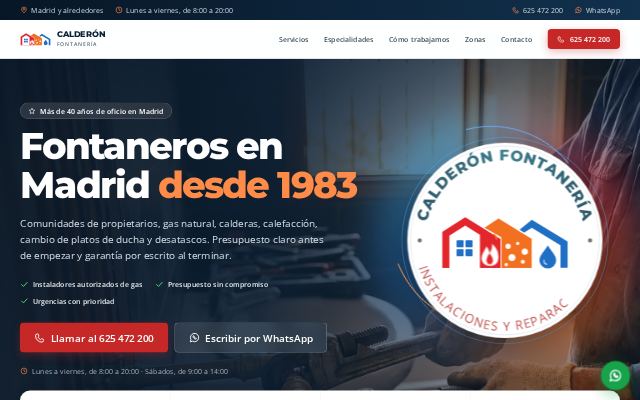 Madrid y alrededores
Lunes a viernes, de 8:00 a 20:00
625 472 200
WhatsApp
CALDERÓN
FONTANERÍA
Servicios
Especialidades
Cómo trabajamos
Zonas
Contacto
625 472 200
Más de 40 años de oficio en Madrid
Fontaneros en
Madrid desde 1983
Comunidades de propietarios, gas natural, calderas, calefacción,
cambio de platos de ducha y desatascos. Presupuesto claro antes
de empezar y garantía por escrito al terminar.
Instaladores autorizados de gas
Presupuesto sin compromiso
Urgencias con prioridad
Llamar al 625 472 200
Escribir por WhatsApp
Lunes a viernes, de 8:00 a 20:00 · Sábados, de 9:00 a 14:00
CALDERÓN FONTANERÍA
INSTALACIONES Y REPARAC